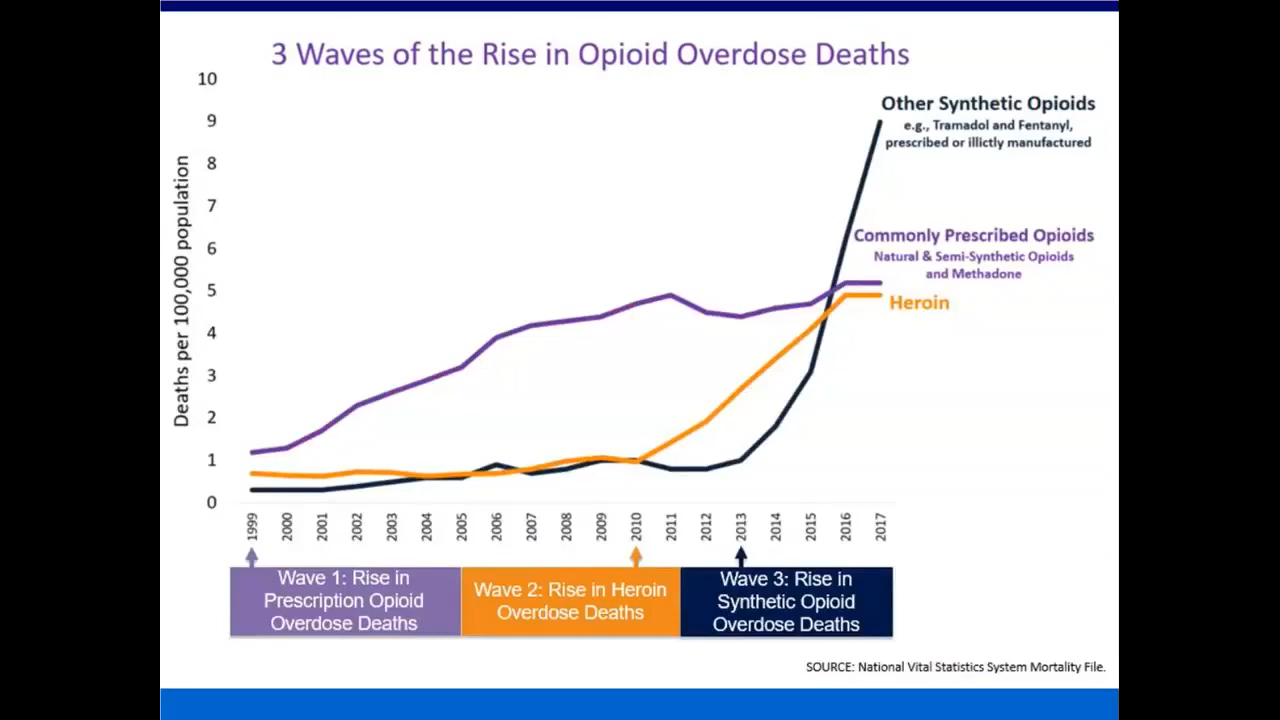 3 Waves of the Rise in Opioid Overdose Deaths
Deaths per 100,000 population
10
9
8
7
6
5
4
3
2
1
0
Other Synthetic Opioids
e.g., Tramadol and Fentanyl,
prescribed or illictly manufactured
Commonly Prescribed Opioids
Natural & Semi-Synthetic Opioids
and Methadone
Heroin
1999
2000
2001
2002
2003
2004
2005
2006
2007
2008
2009
2010
2011
2012
2013
2014
2015
2016
2017
Wave 1: Rise in
Prescription Opioid
Overdose Deaths
Wave 2: Rise in Heroin
Overdose Deaths
Wave 3: Rise in
Synthetic Opioid
Overdose Deaths
SOURCE: National Vital Statistics System Mortality File.